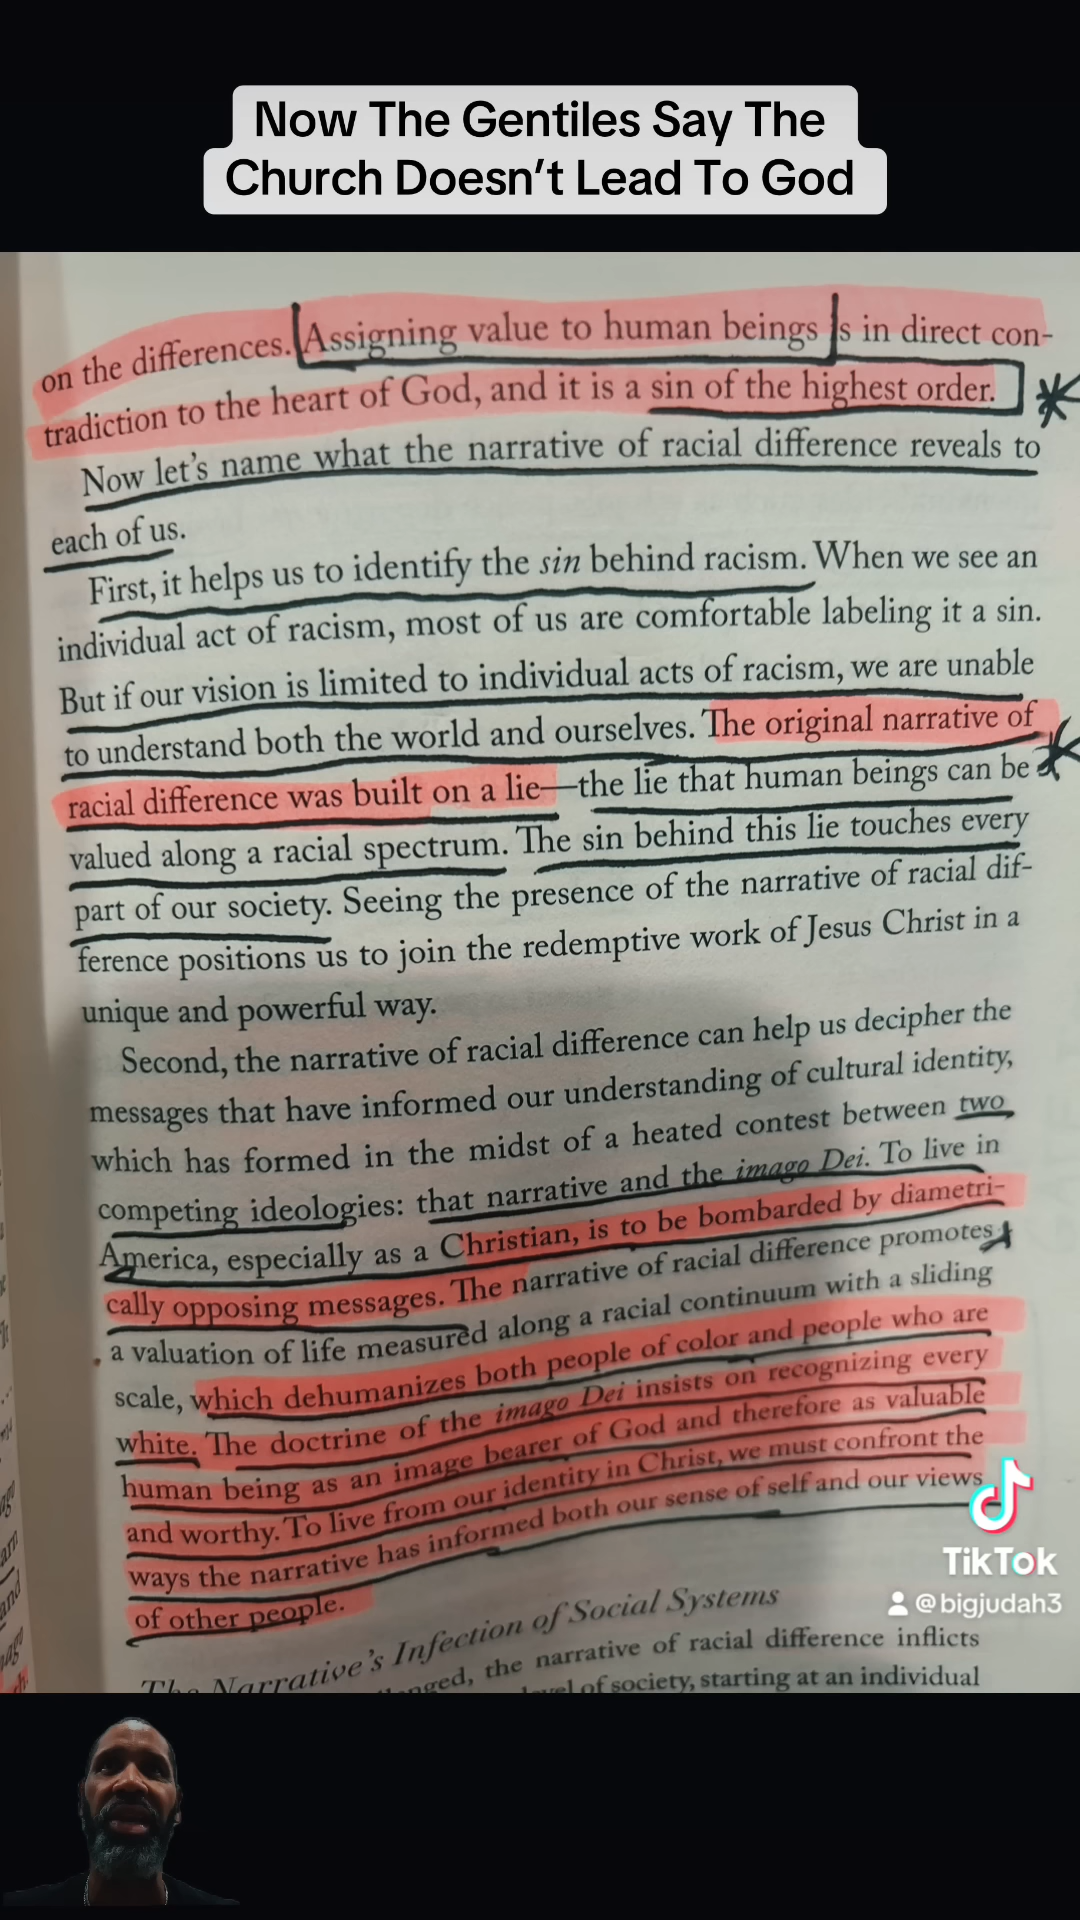 Now The Gentiles Say The
Church Doesn't Lead To God
on the differences. Assigning value to human beings is in direct con-
tradiction to the heart of God, and it is a sin of the highest order.
Now let's name what the narrative of racial difference reveals to
each of us.
First, it helps us to identify the sin behind racism. When we see an
individual act of racism, most of us are comfortable labeling it a sin.
But if our vision is limited to individual acts of racism, we are unable
to understand both the world and ourselves. The original narrative of
racial difference was built on a lie—the lie that human beings can be
valued along a racial spectrum. The sin behind this lie touches every
part of our society. Seeing the presence of the narrative of racial dif-
ference positions us to join the redemptive work of Jesus Christ in a
unique and powerful way.
Second, the narrative of racial difference can help us decipher the
messages that have informed our understanding of cultural identity,
which has formed in the midst of a heated contest between two
competing ideologies: that narrative and the imago Dei. To live in
America, especially as a Christian, is to be bombarded by diametri-
cally opposing messages. The narrative of racial difference promotes
a valuation of life measured along a racial continuum with a sliding
scale, which dehumanizes both people of color and people who are
white. The doctrine of the imago Dei insists on recognizing every
human being as an image bearer of God and therefore as valuable
and worthy. To live from our identity in Christ, we must confront the
ways the narrative has informed both our sense of self and our views
of other people.
The Narrative's Infection of Social Systems
the narrative of racial difference inflicts
of society, starting at an individual
TikTok
@bigjudah3